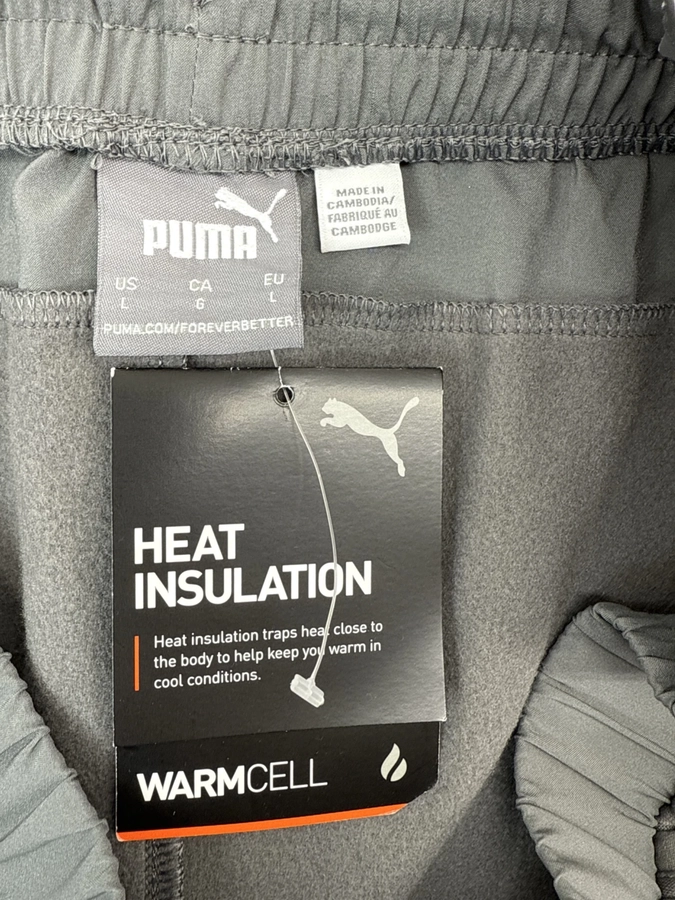 PUMA
US CA EU
L G L
PUMA.COM/FOREVERBETTER
MADE IN
CAMBODIA/
FABRIQUÉ AU
CAMBODGE
HEAT
INSULATION
Heat insulation traps heat close to
the body to help keep you warm in
cool conditions.
WARMCELL